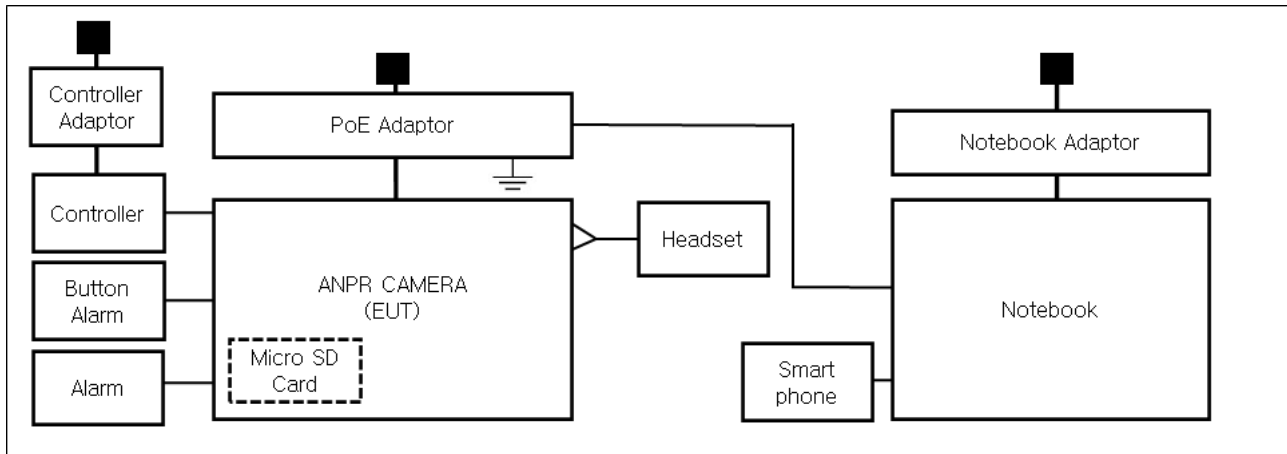 Controller
Adaptor
PoE Adaptor
Notebook Adaptor
Controller
Headset
Button
Alarm
ANPR CAMERA
(EUT)
Notebook
Micro SD
Card
Alarm
Smart
phone